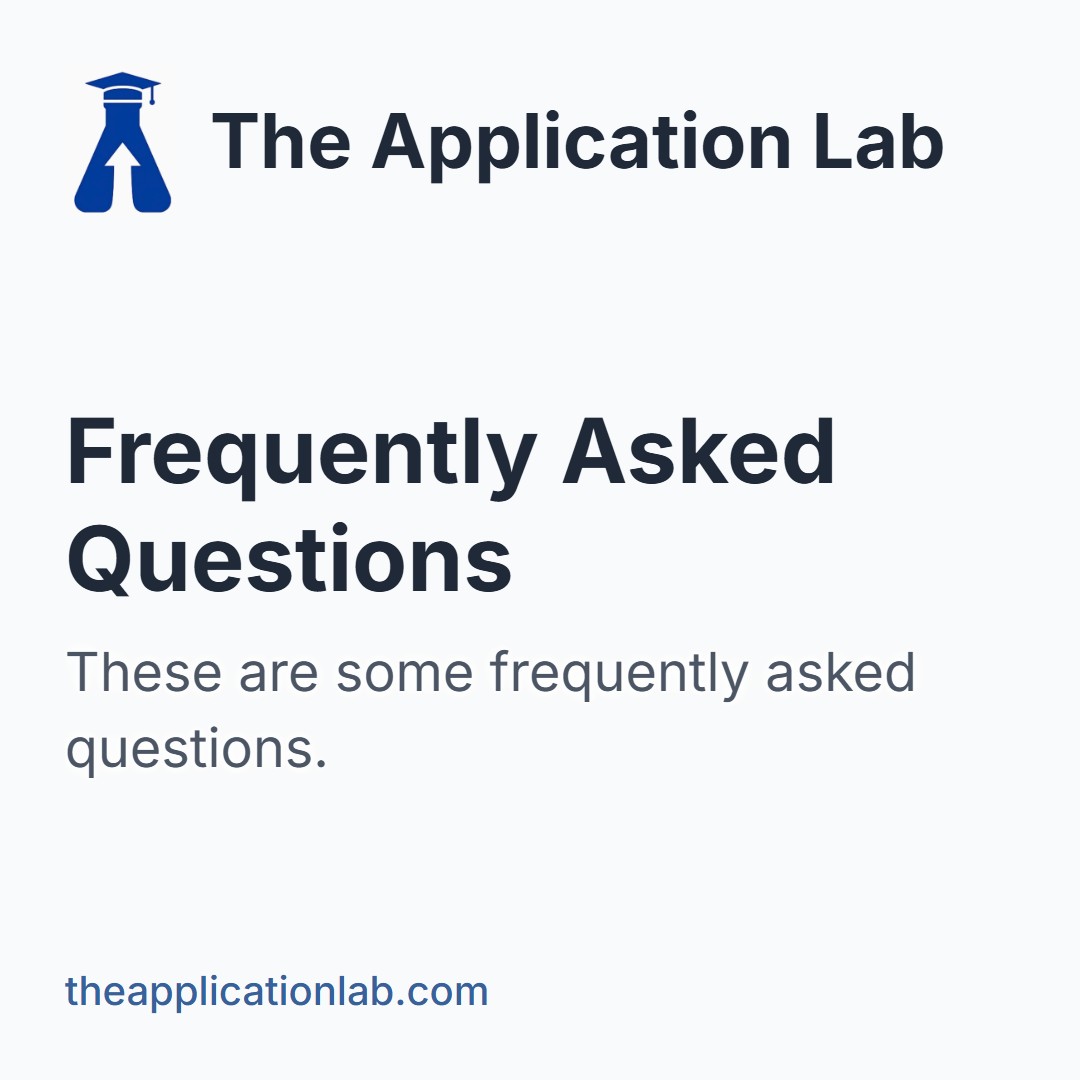 The Application Lab
Frequently Asked
Questions
These are some frequently asked
questions.
theapplicationlab.com